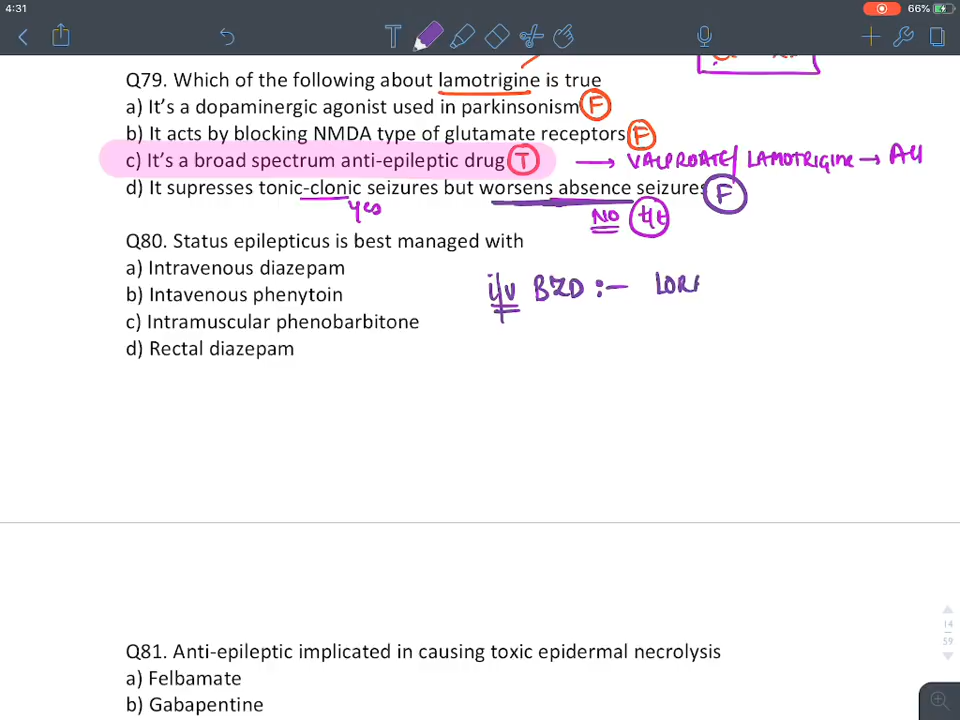 4:31
66%
T
Q79. Which of the following about lamotrigine is true
a) It's a dopaminergic agonist used in parkinsonism F
b) It acts by blocking NMDA type of glutamate receptors F
c) It's a broad spectrum anti-epileptic drug T → VALPROATE/ LAMOTRIGINE → All
d) It supresses tonic-clonic seizures but worsens absence seizures F
Yes
NO
Q80. Status epilepticus is best managed with
a) Intravenous diazepam
i/v BZD :- LOR
b) Intavenous phenytoin
c) Intramuscular phenobarbitone
d) Rectal diazepam
14
59
Q81. Anti-epileptic implicated in causing toxic epidermal necrolysis
a) Felbamate
b) Gabapentine